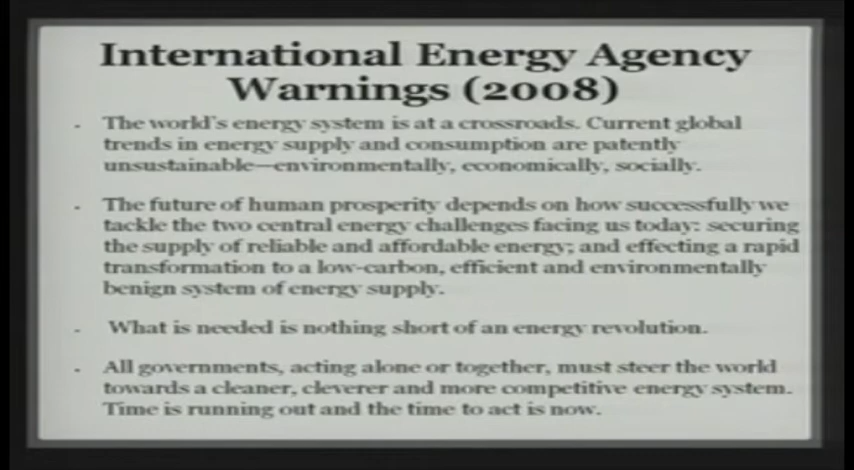 International Energy Agency
Warnings (2008)
. The world's energy system is at a crossroads. Current global
trends in energy supply and consumption are patently
unsustainable—environmentally, economically, socially.
. The future of human prosperity depends on how successfully we
tackle the two central energy challenges facing us today: securing
the supply of reliable and affordable energy; and effecting a rapid
transformation to a low-carbon, efficient and environmentally
benign system of energy supply.
. What is needed is nothing short of an energy revolution.
. All governments, acting alone or together, must steer the world
towards a cleaner, cleverer and more competitive energy system.
Time is running out and the time to act is now.